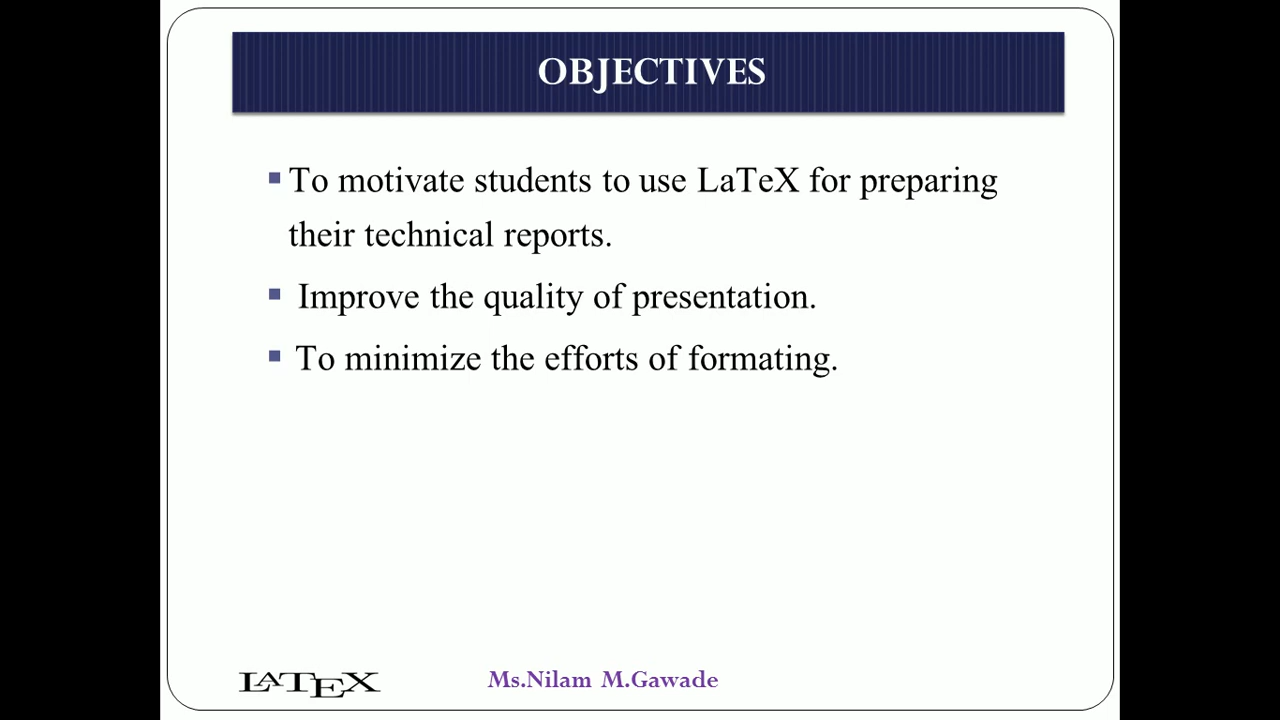 OBJECTIVES
To motivate students to use LaTeX for preparing
their technical reports.
Improve the quality of presentation.
To minimize the efforts of formating.
LATEX
Ms.Nilam M.Gawade